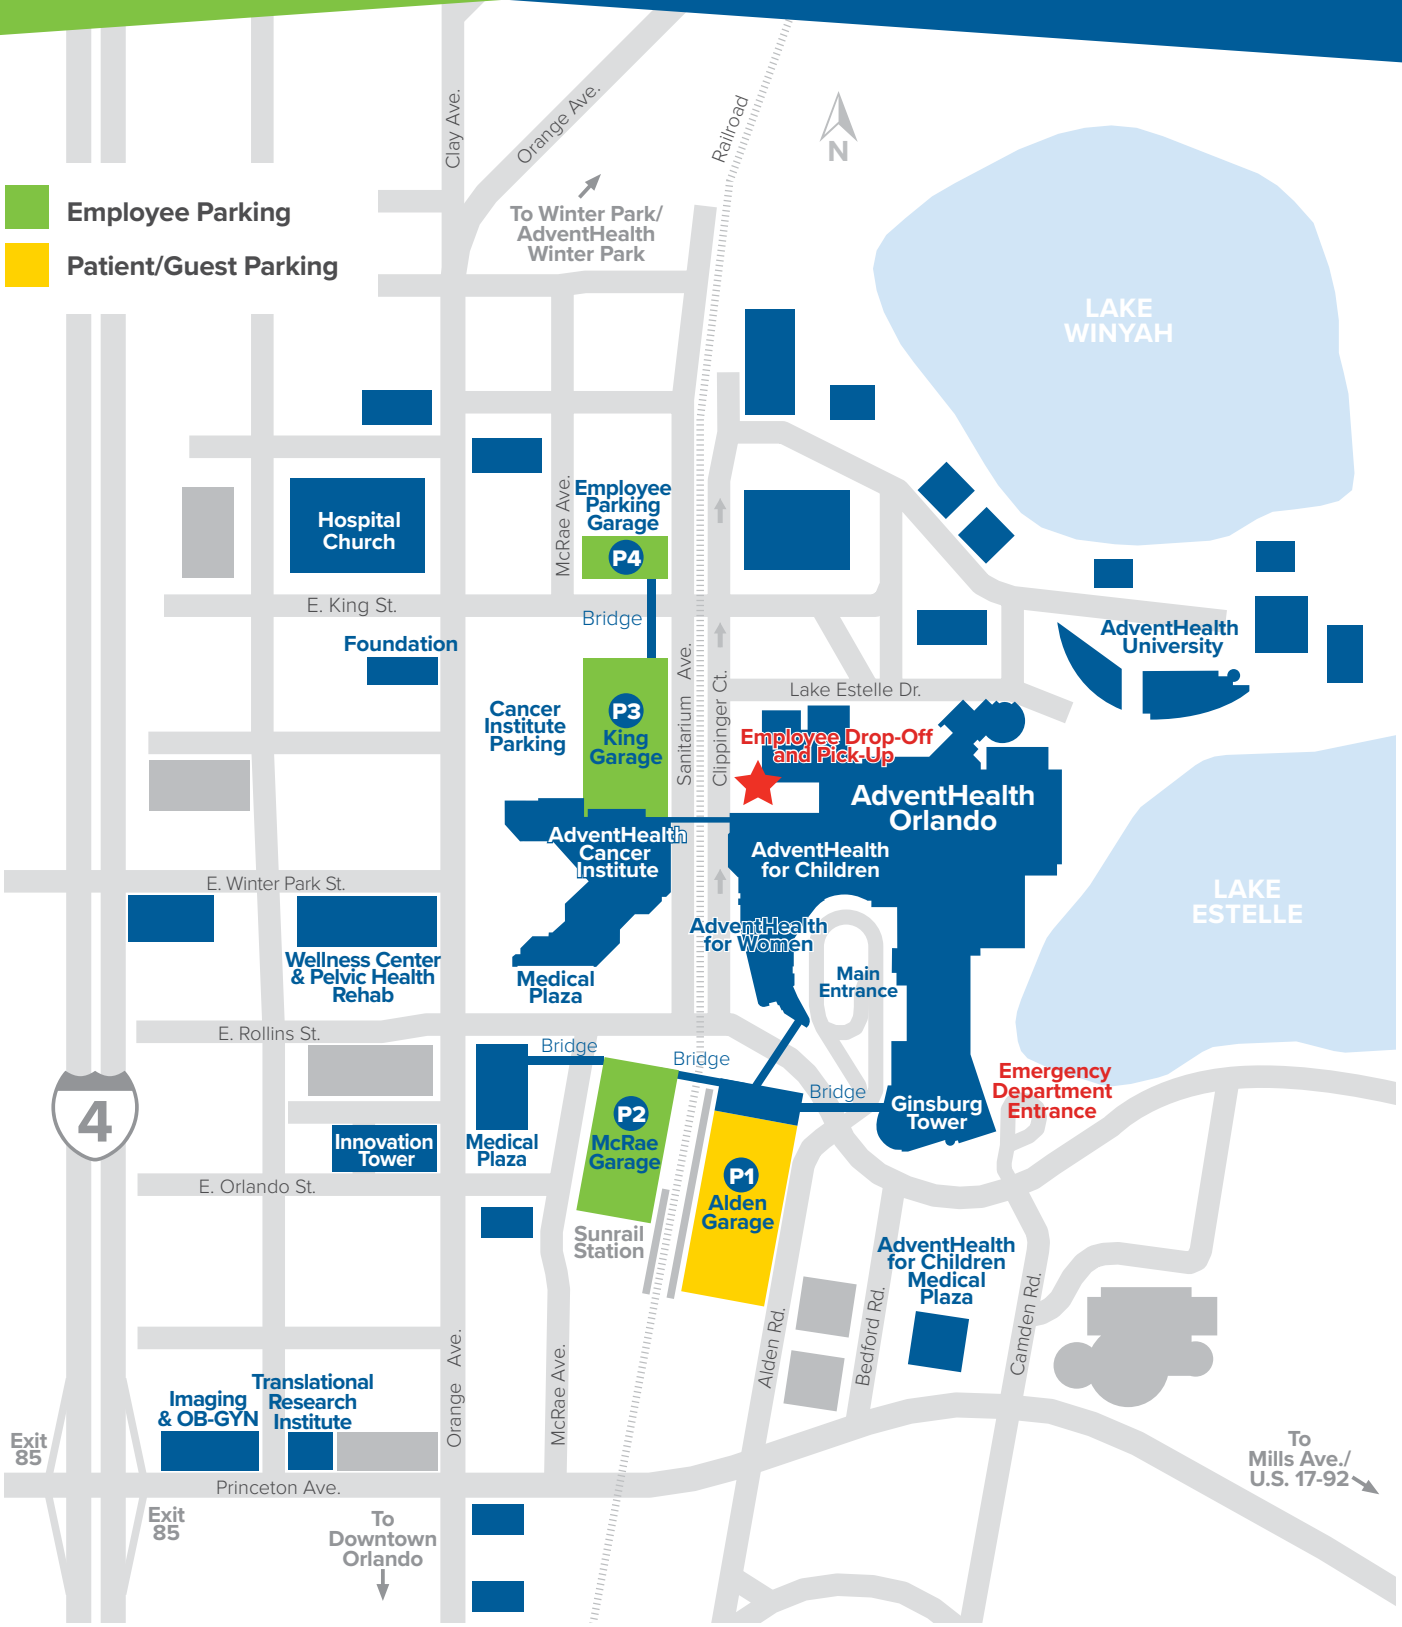 Clay Ave.
Orange Ave.
Railroad
N
Employee Parking
Patient/Guest Parking
To Winter Park/
AdventHealth
Winter Park
LAKE
WINYAH
McRae Ave.
Employee
Parking
Garage
P4
Hospital
Church
E. King St.
Bridge
Foundation
AdventHealth
University
Sanitarium Ave.
Clippinger Ct.
Lake Estelle Dr.
Cancer
Institute
Parking
P3
King
Garage
Employee Drop-Off
and Pick-Up
AdventHealth
Orlando
AdventHealth
Cancer
Institute
AdventHealth
for Children
E. Winter Park St.
LAKE
ESTELLE
AdventHealth
for Women
Wellness Center
& Pelvic Health
Rehab
Medical
Plaza
Main
Entrance
E. Rollins St.
Bridge
Bridge
Bridge
Emergency
Department
Entrance
4
Ginsburg
Tower
P2
McRae
Garage
Innovation
Tower
Medical
Plaza
P1
Alden
Garage
E. Orlando St.
Sunrail
Station
AdventHealth
for Children
Medical
Plaza
Alden Rd.
Bedford Rd.
Camden Rd.
Orange Ave.
McRae Ave.
Translational
Research
Institute
Imaging
& OB-GYN
Exit
85
Princeton Ave.
Exit
85
To
Downtown
Orlando
To
Mills Ave./
U.S. 17-92